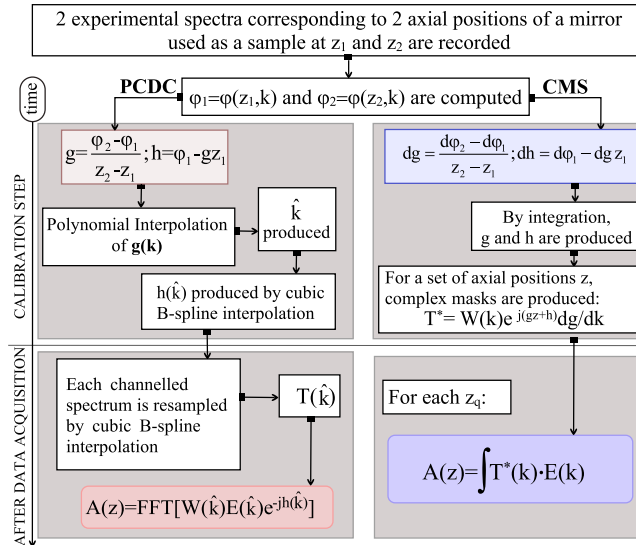 2 experimental spectra corresponding to 2 axial positions of a mirror
used as a sample at z₁ and z₂ are recorded
time
PCDC
φ₁=φ(z₁,k) and φ₂=φ(z₂,k) are computed
CMS
CALIBRATION STEP
g=(φ₂-φ₁)/(z₂-z₁);h=φ₁-gz₁
Polynomial Interpolation
of g(k)
k̂
produced
h(k̂) produced by cubic
B-spline interpolation
dg = (dφ₂ − dφ₁)/(z₂ − z₁);dh = dφ₁ − dg z₁
By integration,
g and h are produced
For a set of axial positions z,
complex masks are produced:
T*= W(k)e^j(gz+h)dg/dk
AFTER DATA ACQUISITION
Each channelled
spectrum is resampled
by cubic B-spline
interpolation
T(k̂)
A(z)=FFT[W(k̂)E(k̂)e^-jh(k̂)]
For each z_q:
A(z)=∫T*(k)·E(k)